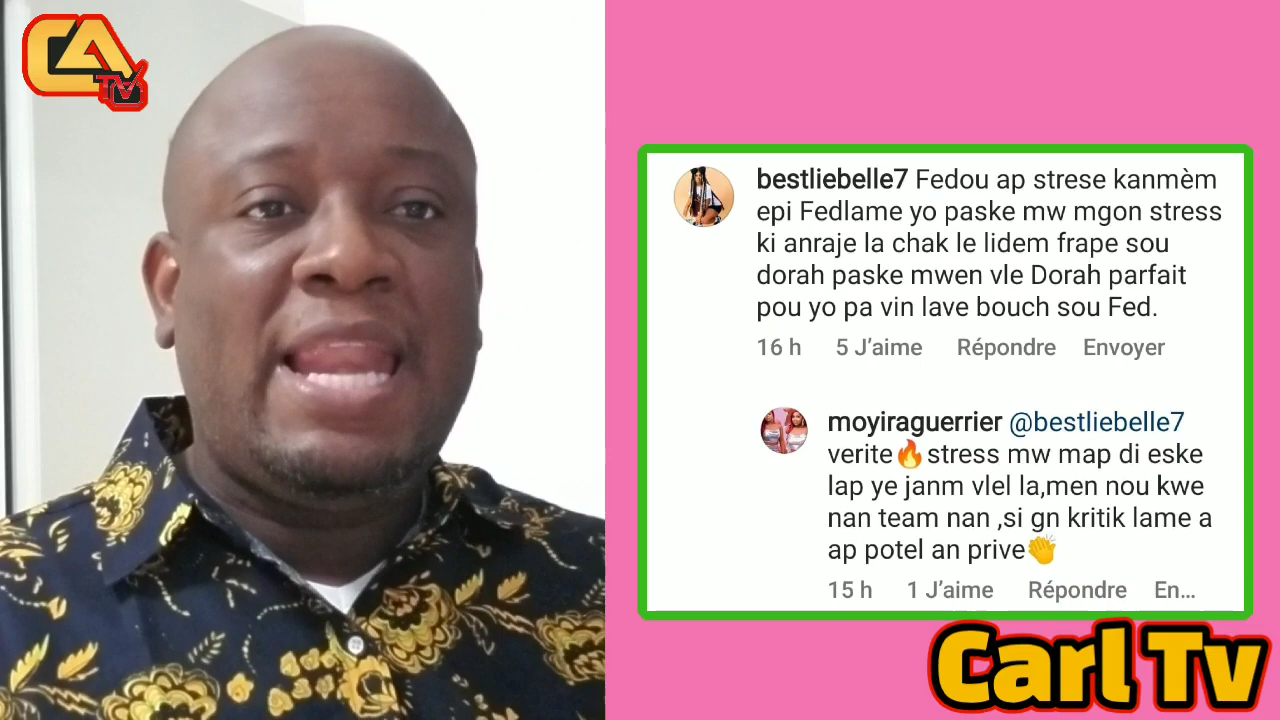 CA
TV
bestliebelle7 Fedou ap strese kanmèm
epi Fedlame yo paske mw mgon stress
ki anraje la chak le lidem frape sou
dorah paske mwen vle Dorah parfait
pou yo pa vin lave bouch sou Fed.
16 h 5 J'aime Répondre Envoyer
moyiraguerrier @bestliebelle7
verite🔥stress mw map di eske
lap ye janm vlel la,men nou kwe
nan team nan ,si gn kritik lame a
ap potel an prive👏
15 h 1 J'aime Répondre En...
Carl Tv